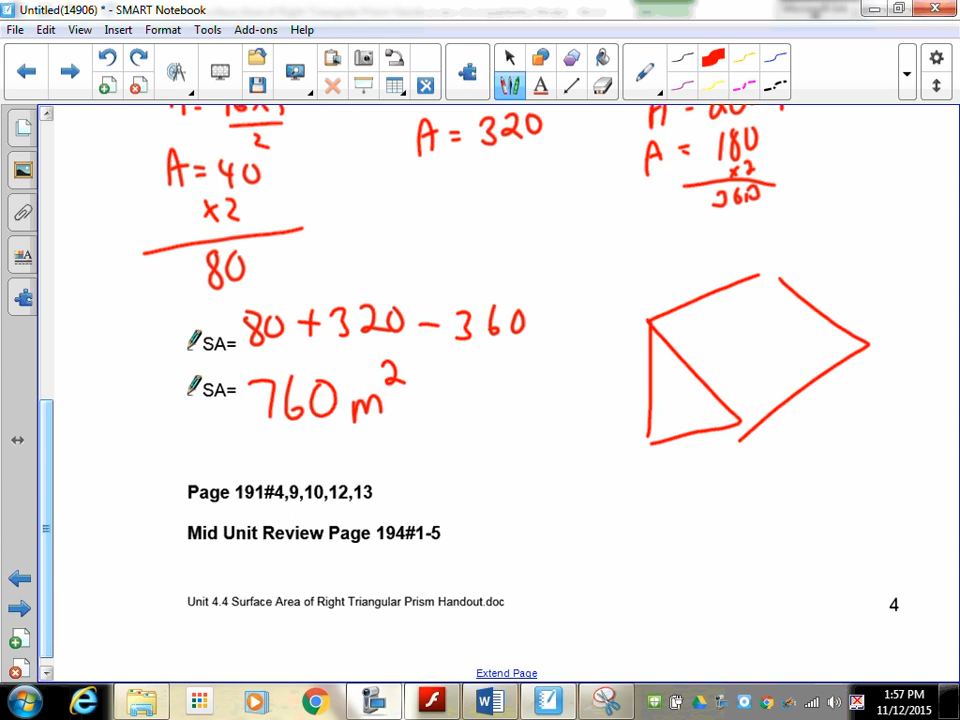 Untitled(14906) * - SMART Notebook
File Edit View Insert Format Tools Add-ons Help
2
A = 40
x2
80
A = 320
A = 180
x2
360
SA= 80 + 320 - 360
SA= 760 m²
Page 191#4,9,10,12,13
Mid Unit Review Page 194#1-5
Unit 4.4 Surface Area of Right Triangular Prism Handout.doc
4
Extend Page
1:57 PM
11/12/2015